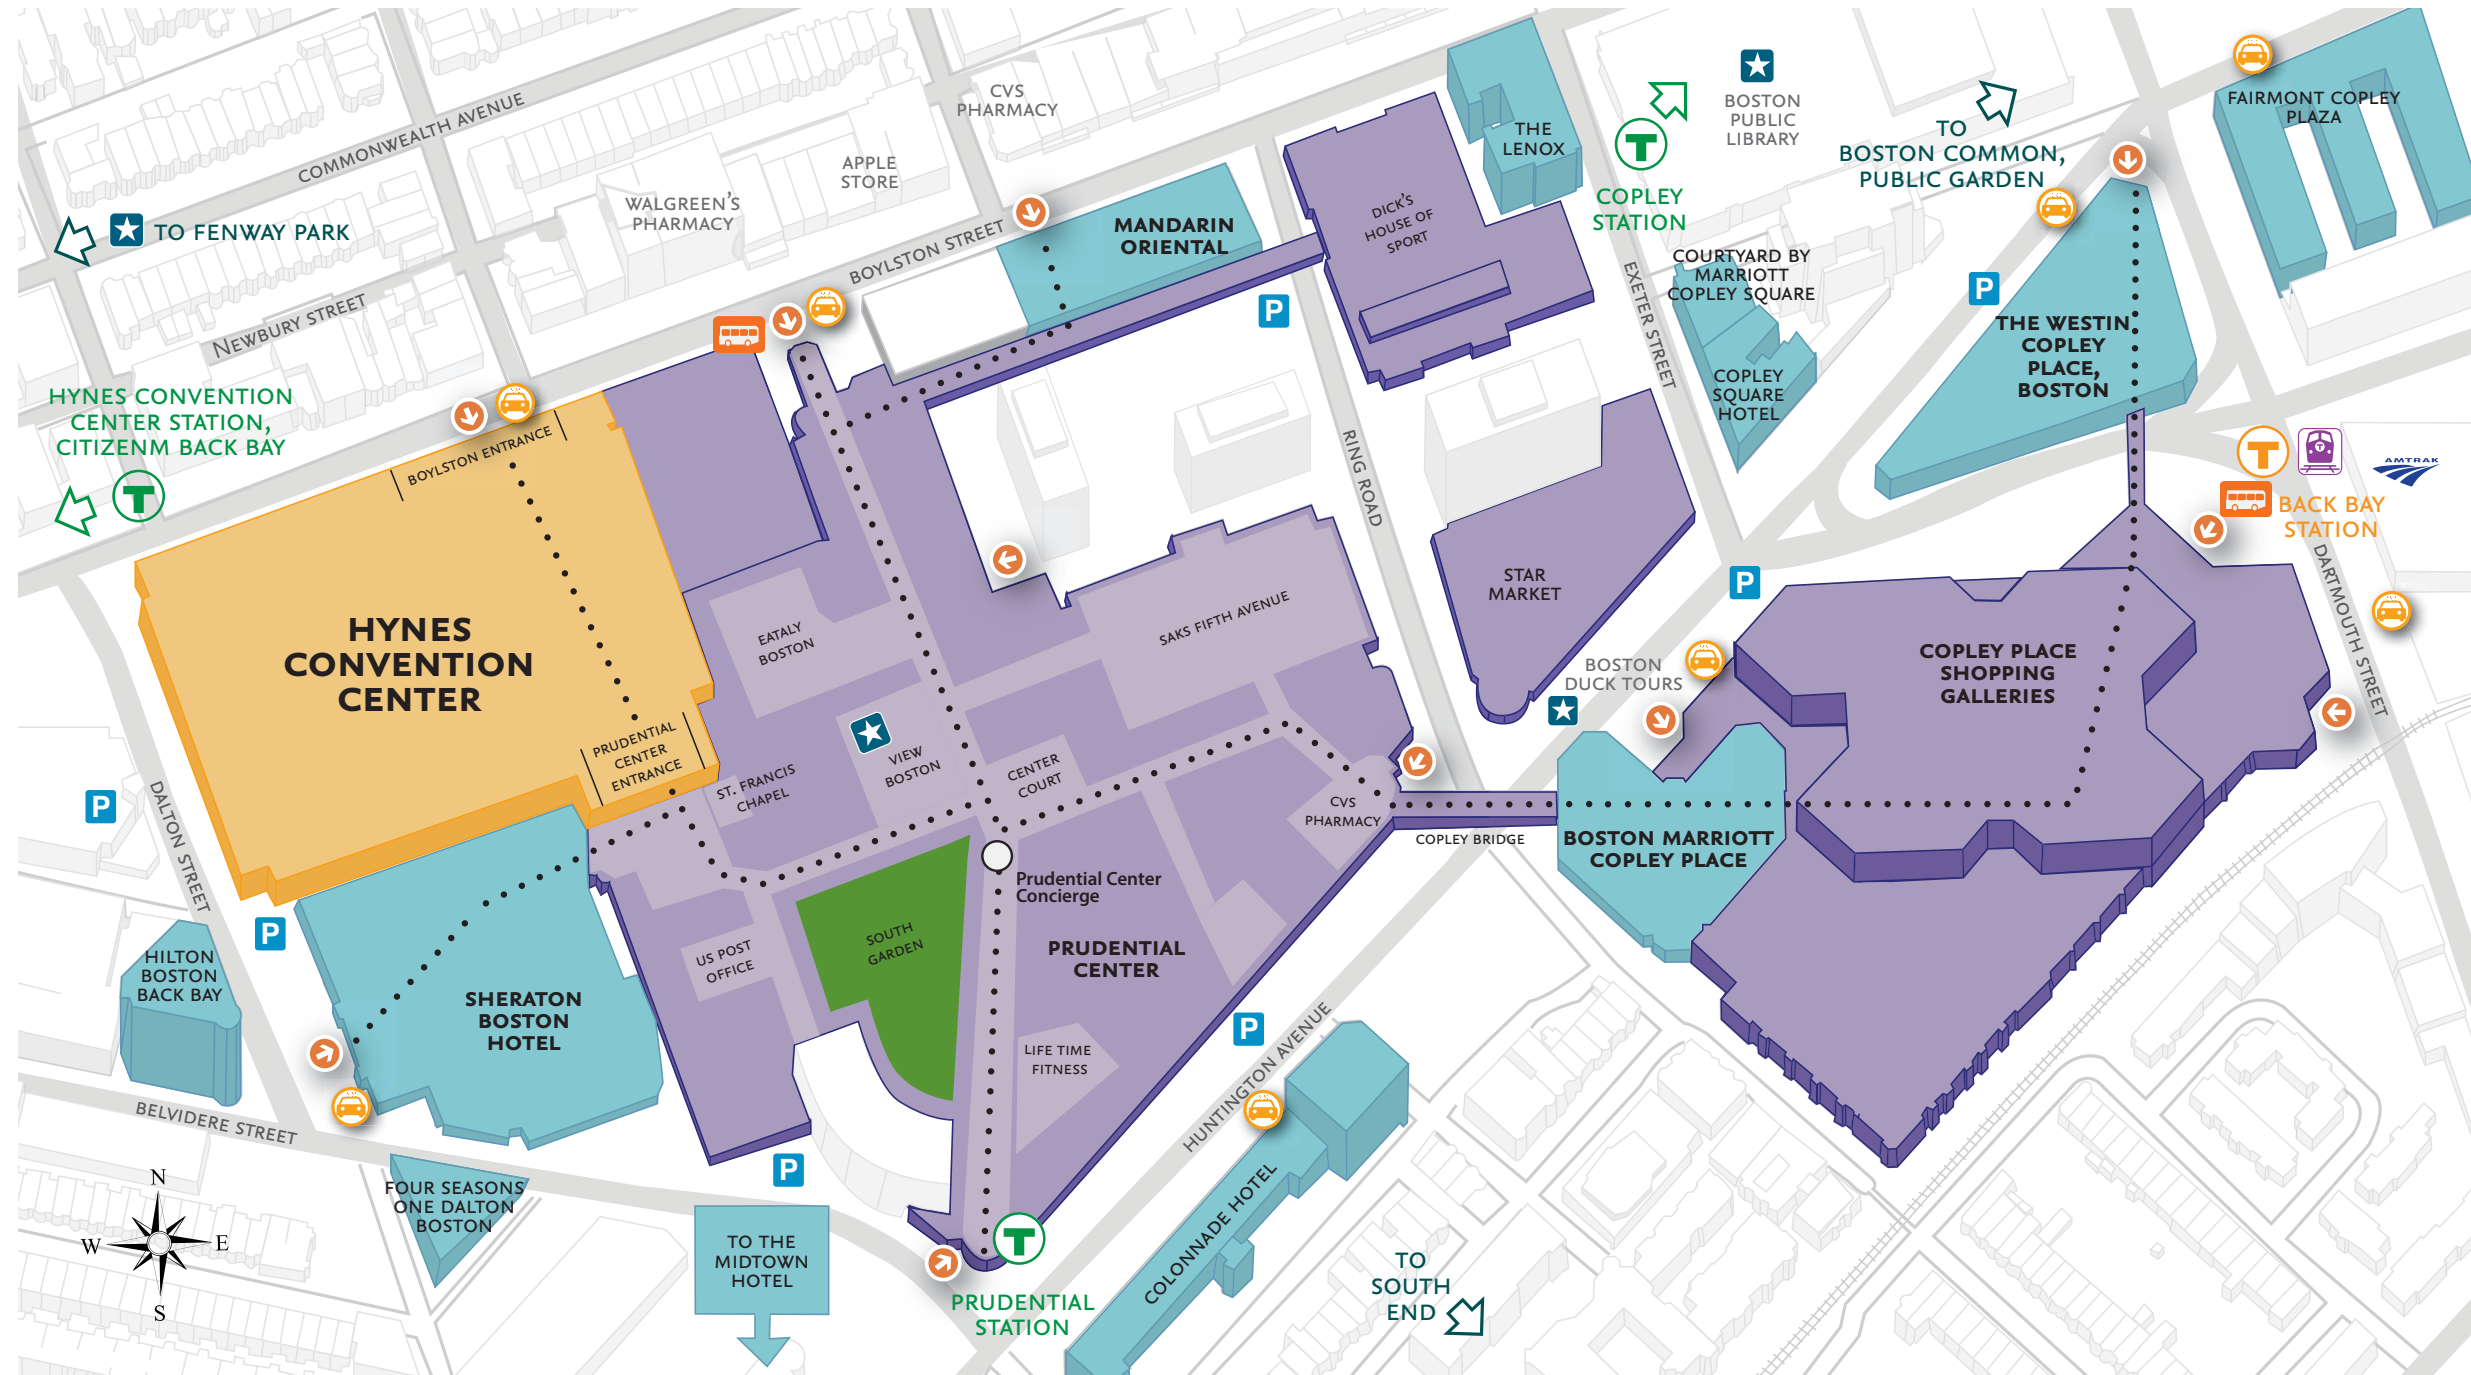 COMMONWEALTH AVENUE
CVS
PHARMACY
APPLE
STORE
WALGREEN'S
PHARMACY
TO FENWAY PARK
NEWBURY STREET
BOYLSTON STREET
MANDARIN
ORIENTAL
DICK'S
HOUSE OF
SPORT
THE
LENOX
T
COPLEY
STATION
BOSTON
PUBLIC
LIBRARY
TO
BOSTON COMMON,
PUBLIC GARDEN
FAIRMONT COPLEY
PLAZA
COURTYARD BY
MARRIOTT
COPLEY SQUARE
COPLEY
SQUARE
HOTEL
EXETER STREET
P
P
THE WESTIN
COPLEY
PLACE,
BOSTON
HYNES CONVENTION
CENTER STATION,
CITIZENM BACK BAY
T
BOYLSTON ENTRANCE
RING ROAD
T
T
AMTRAK
BACK BAY
STATION
DARTMOUTH STREET
HYNES
CONVENTION
CENTER
PRUDENTIAL
CENTER
ENTRANCE
EATALY
BOSTON
SAKS FIFTH AVENUE
STAR
MARKET
P
BOSTON
DUCK TOURS
COPLEY PLACE
SHOPPING
GALLERIES
VIEW
BOSTON
CENTER
COURT
ST. FRANCIS
CHAPEL
CVS
PHARMACY
COPLEY BRIDGE
BOSTON MARRIOTT
COPLEY PLACE
P
DALTON STREET
P
Prudential Center
Concierge
SOUTH
GARDEN
US POST
OFFICE
PRUDENTIAL
CENTER
HILTON
BOSTON
BACK BAY
SHERATON
BOSTON
HOTEL
LIFE TIME
FITNESS
P
HUNTINGTON AVENUE
BELVIDERE STREET
P
N
W
E
S
FOUR SEASONS
ONE DALTON
BOSTON
TO THE
MIDTOWN
HOTEL
T
PRUDENTIAL
STATION
COLONNADE HOTEL
TO
SOUTH
END